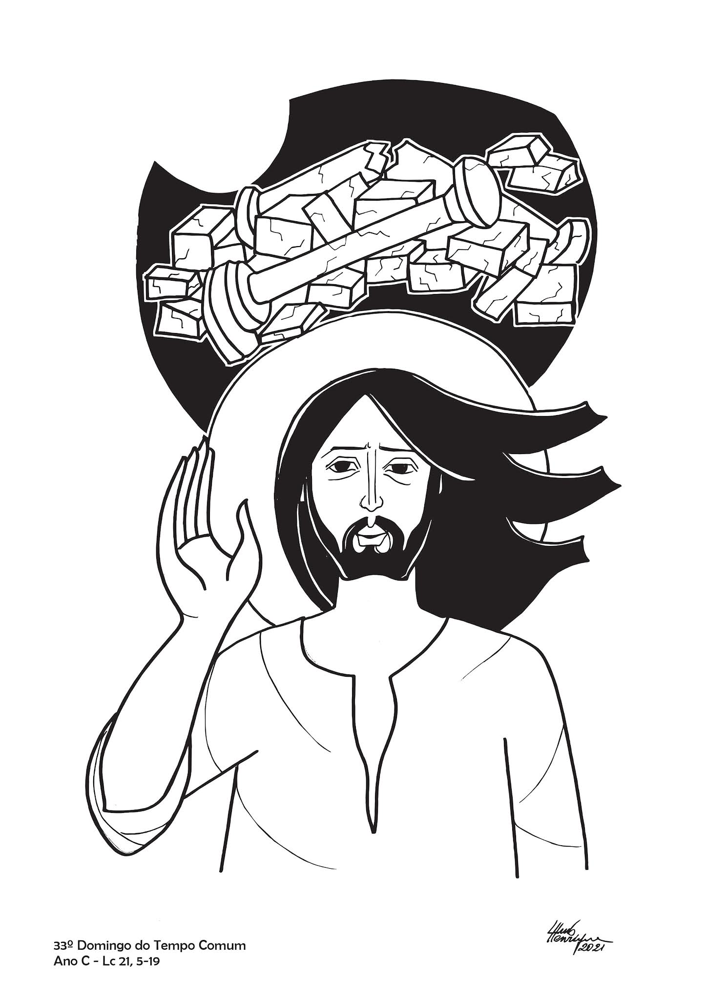 33º Domingo do Tempo Comum
Ano C - Lc 21, 5-19
2021